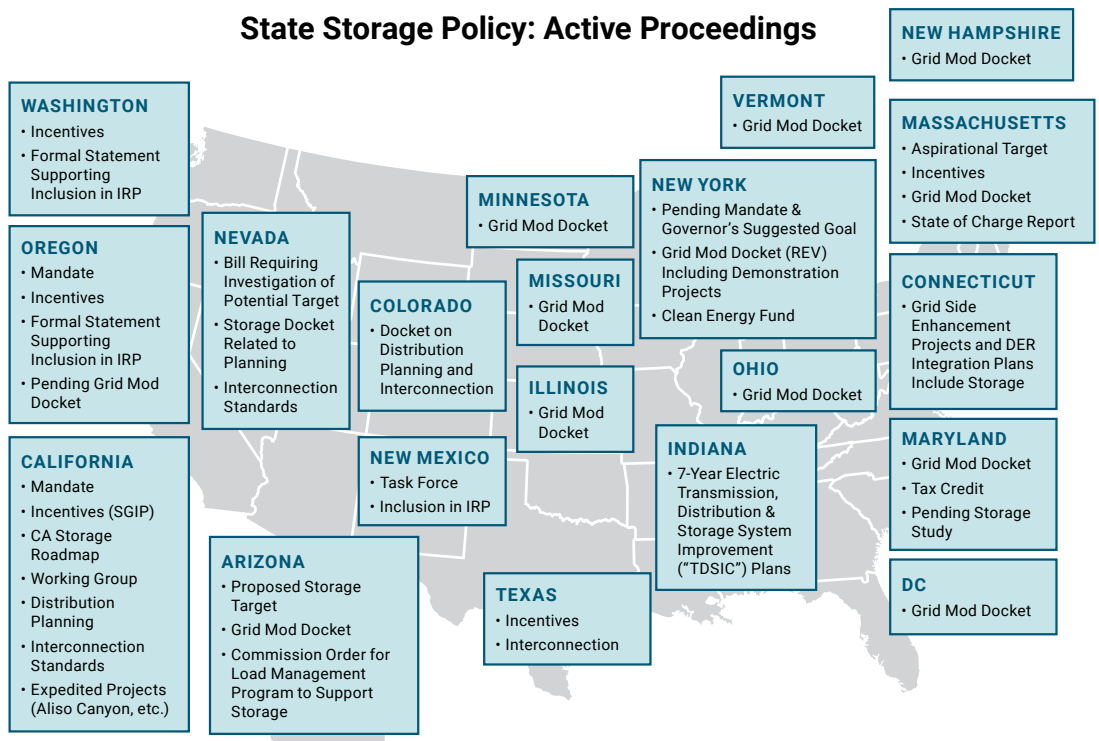 State Storage Policy: Active Proceedings
WASHINGTON
• Incentives
• Formal Statement
Supporting
Inclusion in IRP
OREGON
• Mandate
• Incentives
• Formal Statement
Supporting
Inclusion in IRP
• Pending Grid Mod
Docket
CALIFORNIA
• Mandate
• Incentives (SGIP)
• CA Storage
Roadmap
• Working Group
• Distribution
Planning
• Interconnection
Standards
• Expedited Projects
(Aliso Canyon, etc.)
NEVADA
• Bill Requiring
Investigation of
Potential Target
• Storage Docket
Related to
Planning
• Interconnection
Standards
ARIZONA
• Proposed Storage
Target
• Grid Mod Docket
• Commission Order for
Load Management
Program to Support
Storage
COLORADO
• Docket on
Distribution
Planning and
Interconnection
NEW MEXICO
• Task Force
• Inclusion in IRP
MINNESOTA
• Grid Mod Docket
MISSOURI
• Grid Mod
Docket
ILLINOIS
• Grid Mod
Docket
TEXAS
• Incentives
• Interconnection
VERMONT
• Grid Mod Docket
NEW YORK
• Pending Mandate &
Governor’s Suggested Goal
• Grid Mod Docket (REV)
Including Demonstration
Projects
• Clean Energy Fund
OHIO
• Grid Mod Docket
INDIANA
• 7-Year Electric
Transmission,
Distribution &
Storage System
Improvement
(“TDSIC”) Plans
NEW HAMPSHIRE
• Grid Mod Docket
MASSACHUSETTS
• Aspirational Target
• Incentives
• Grid Mod Docket
• State of Charge Report
CONNECTICUT
• Grid Side
Enhancement
Projects and DER
Integration Plans
Include Storage
MARYLAND
• Grid Mod Docket
• Tax Credit
• Pending Storage
Study
DC
• Grid Mod Docket